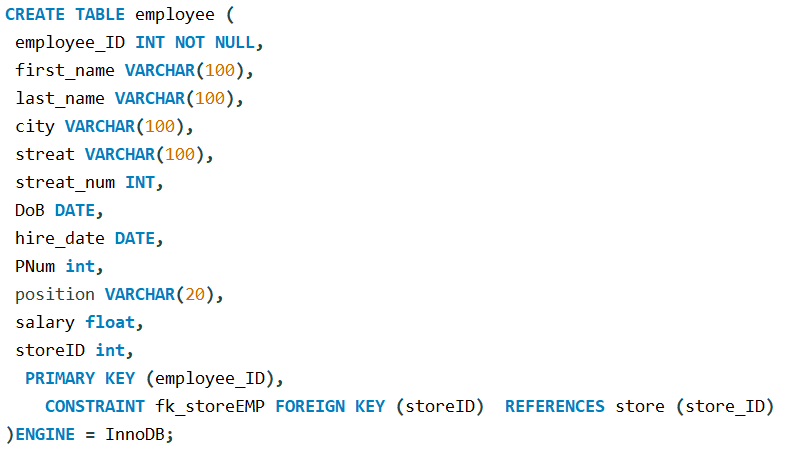 CREATE TABLE employee (
employee_ID INT NOT NULL,
first_name VARCHAR(100),
last_name VARCHAR(100),
city VARCHAR(100),
streat VARCHAR(100),
streat_num INT,
DoB DATE,
hire_date DATE,
PNum int,
position VARCHAR(20),
salary float,
storeID int,
PRIMARY KEY (employee_ID),
CONSTRAINT fk_storeEMP FOREIGN KEY (storeID) REFERENCES store (store_ID)
)ENGINE = InnoDB;